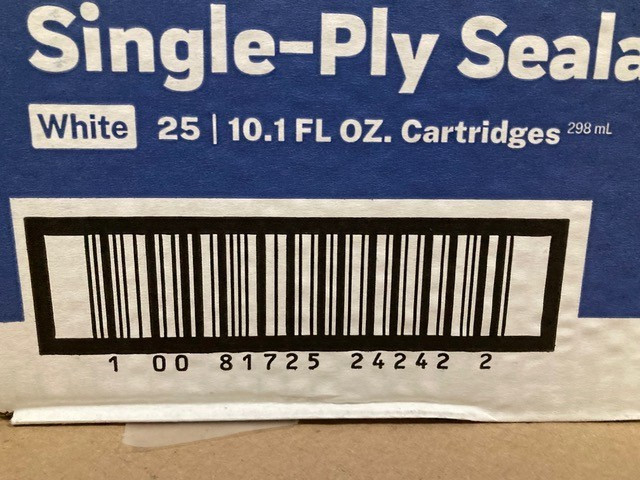 Single-Ply Seala
White 25 | 10.1 FL OZ. Cartridges 298 mL
1 00 81725 24242 2